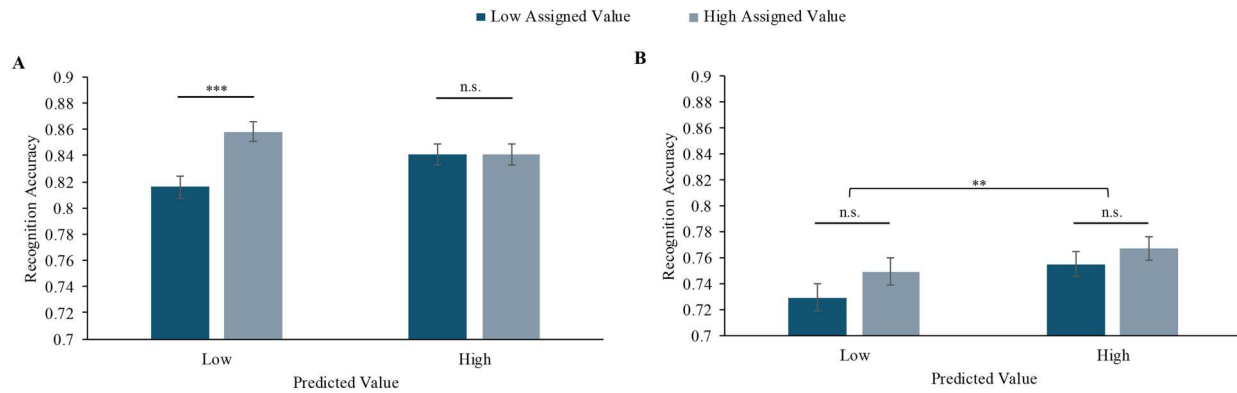 Low Assigned Value High Assigned Value
A
0.9
0.88
0.86
0.84
0.82
0.8
0.78
0.76
0.74
0.72
0.7
Recognition Accuracy
***
n.s.
Low High
Predicted Value
B
0.9
0.88
0.86
0.84
0.82
0.8
0.78
0.76
0.74
0.72
0.7
Recognition Accuracy
**
n.s. n.s.
Low High
Predicted Value